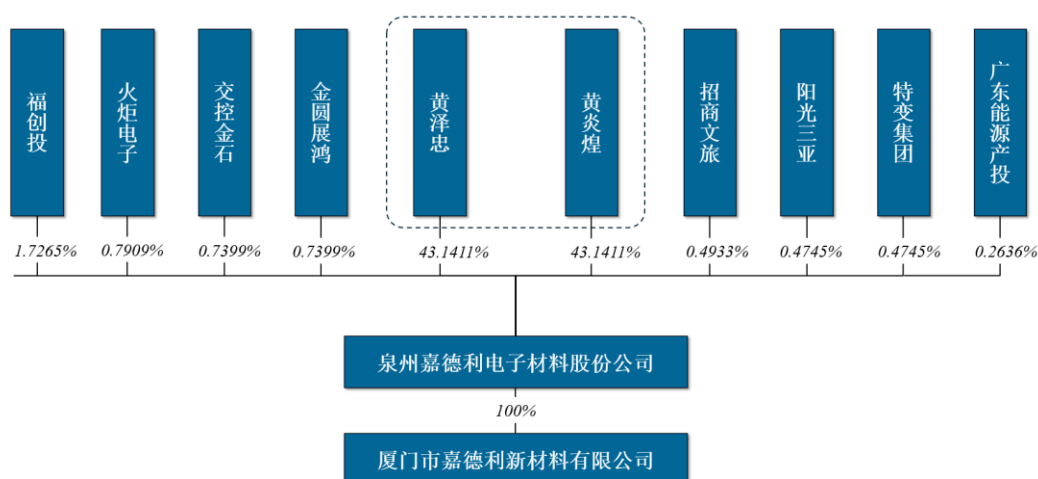 福创投
火炬电子
交控金石
金圆展鸿
黄泽忠
黄炎煌
招商文旅
阳光三亚
特变集团
广东能源产投
1.7265%
0.7909%
0.7399%
0.7399%
43.1411%
43.1411%
0.4933%
0.4745%
0.4745%
0.2636%
泉州嘉德利电子材料股份公司
100%
厦门市嘉德利新材料有限公司